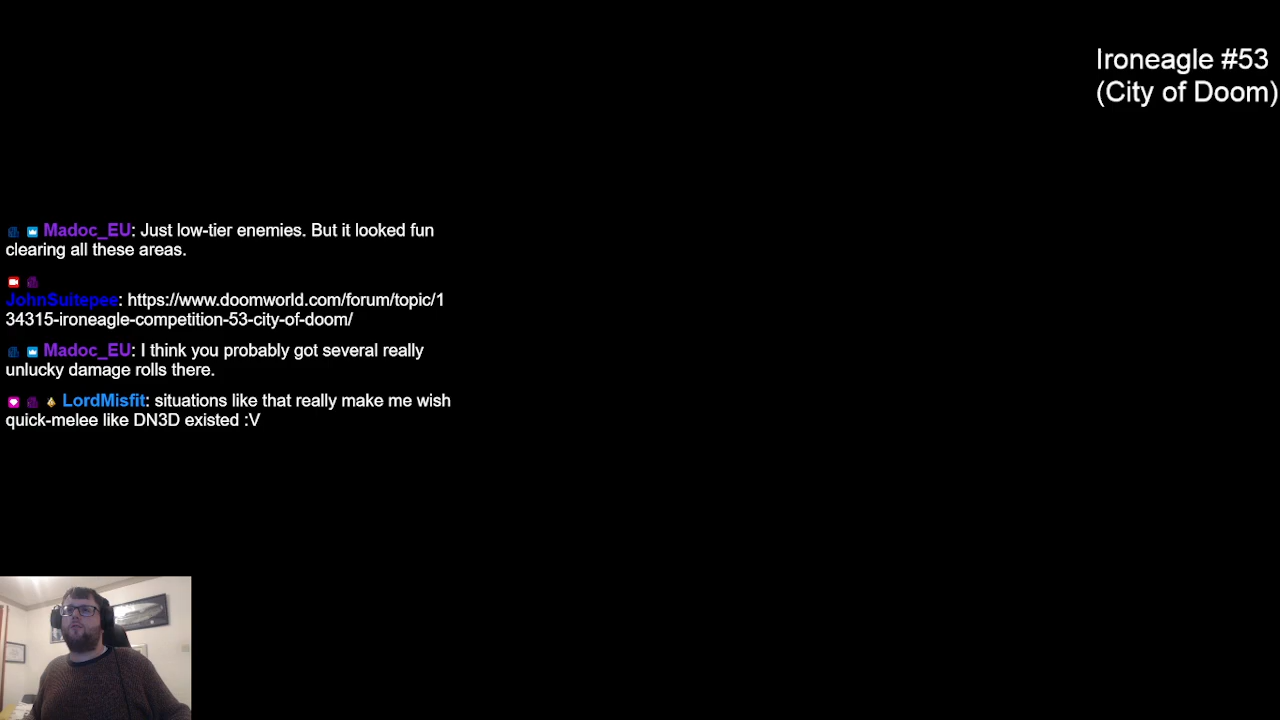 Ironeagle #53
(City of Doom)
Madoc_EU: Just low-tier enemies. But it looked fun
clearing all these areas.
JohnSuitepee: https://www.doomworld.com/forum/topic/1
34315-ironeagle-competition-53-city-of-doom/
Madoc_EU: I think you probably got several really
unlucky damage rolls there.
LordMisfit: situations like that really make me wish
quick-melee like DN3D existed :V